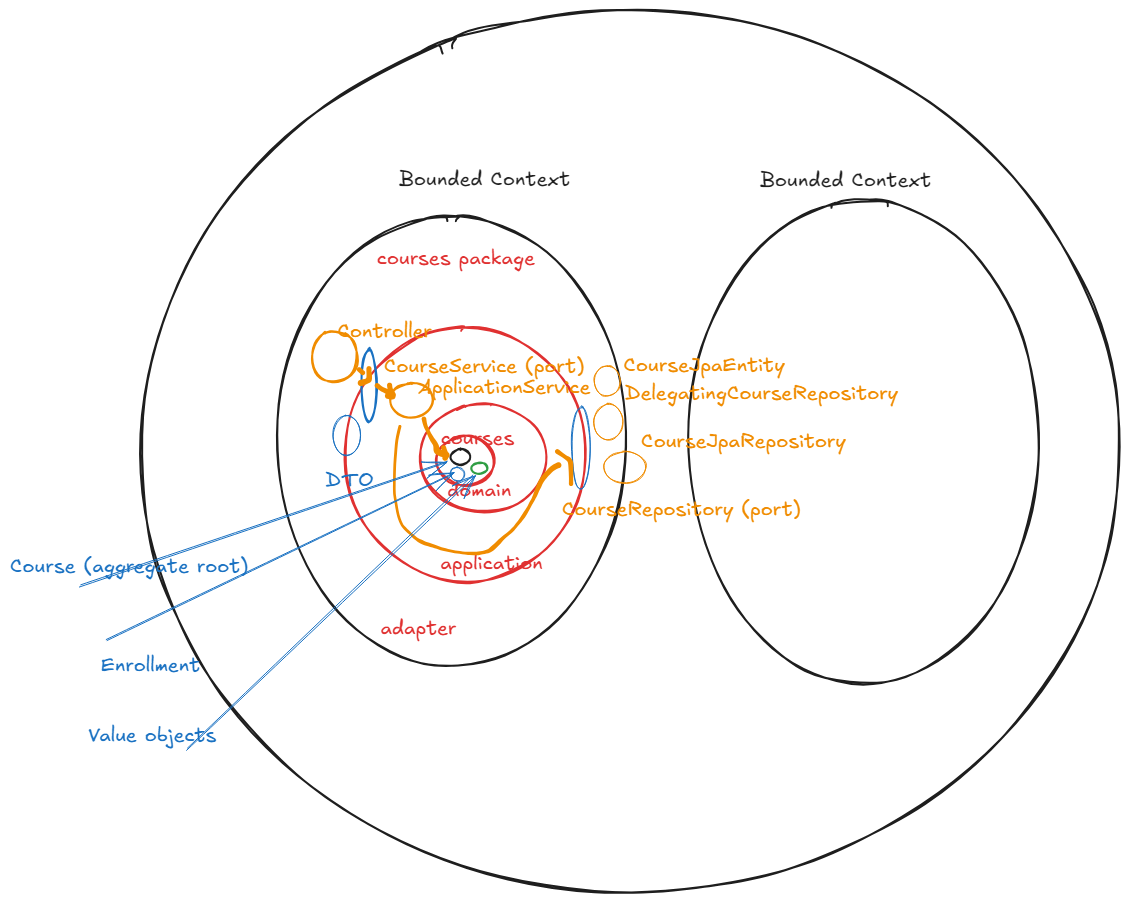 Bounded Context
Bounded Context
courses package
Controller
CourseService (port)
ApplicationService
CourseJpaEntity
DelegatingCourseRepository
courses
CourseJpaRepository
DTO
domain
CourseRepository (port)
Course (aggregate root)
application
adapter
Enrollment
Value objects